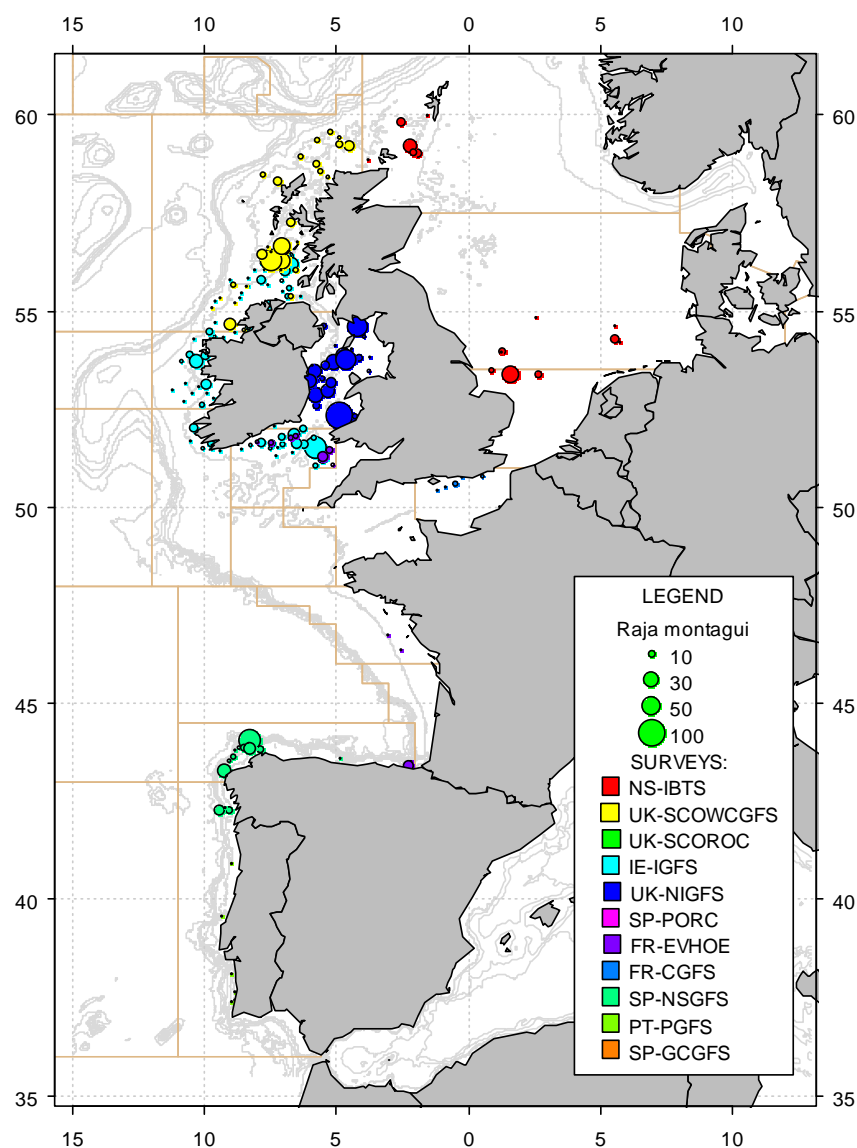 15 10 5 0 5 10
60 60
55 55
50 50
45 45
40 40
35 35
LEGEND
Raja montagui
10
30
50
100
SURVEYS:
NS-IBTS
UK-SCOWCGFS
UK-SCOROC
IE-IGFS
UK-NIGFS
SP-PORC
FR-EVHOE
FR-CGFS
SP-NSGFS
PT-PGFS
SP-GCGFS
15 10 5 0 5 10